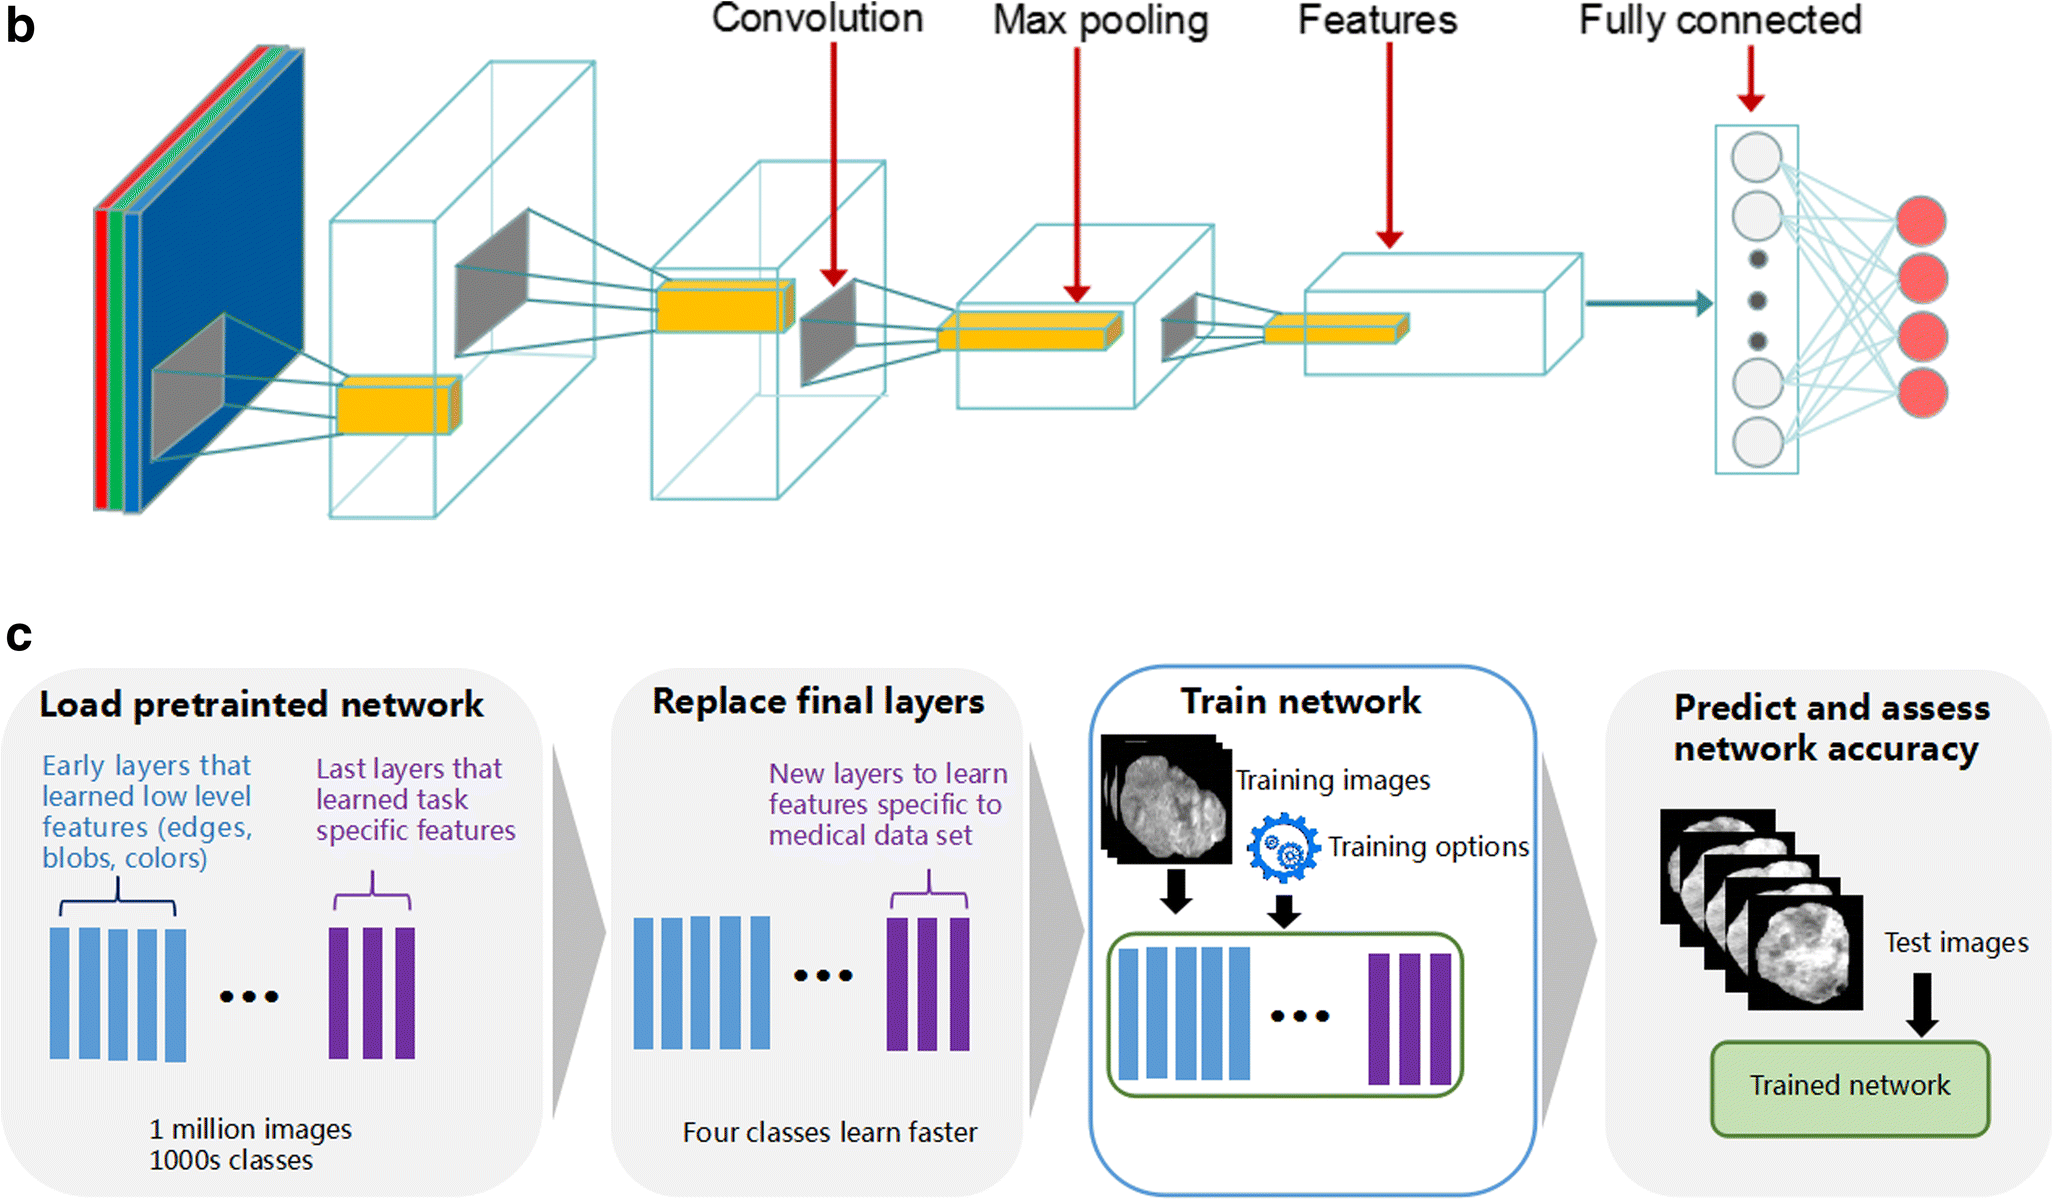 b
Convolution
Max pooling
Features
Fully connected
c
Load pretrainted network
Early layers that
learned low level
features (edges,
blobs, colors)
Last layers that
learned task
specific features
1 million images
1000s classes
Replace final layers
New layers to learn
features specific to
medical data set
Four classes learn faster
Train network
Training images
Training options
Predict and assess
network accuracy
Test images
Trained network